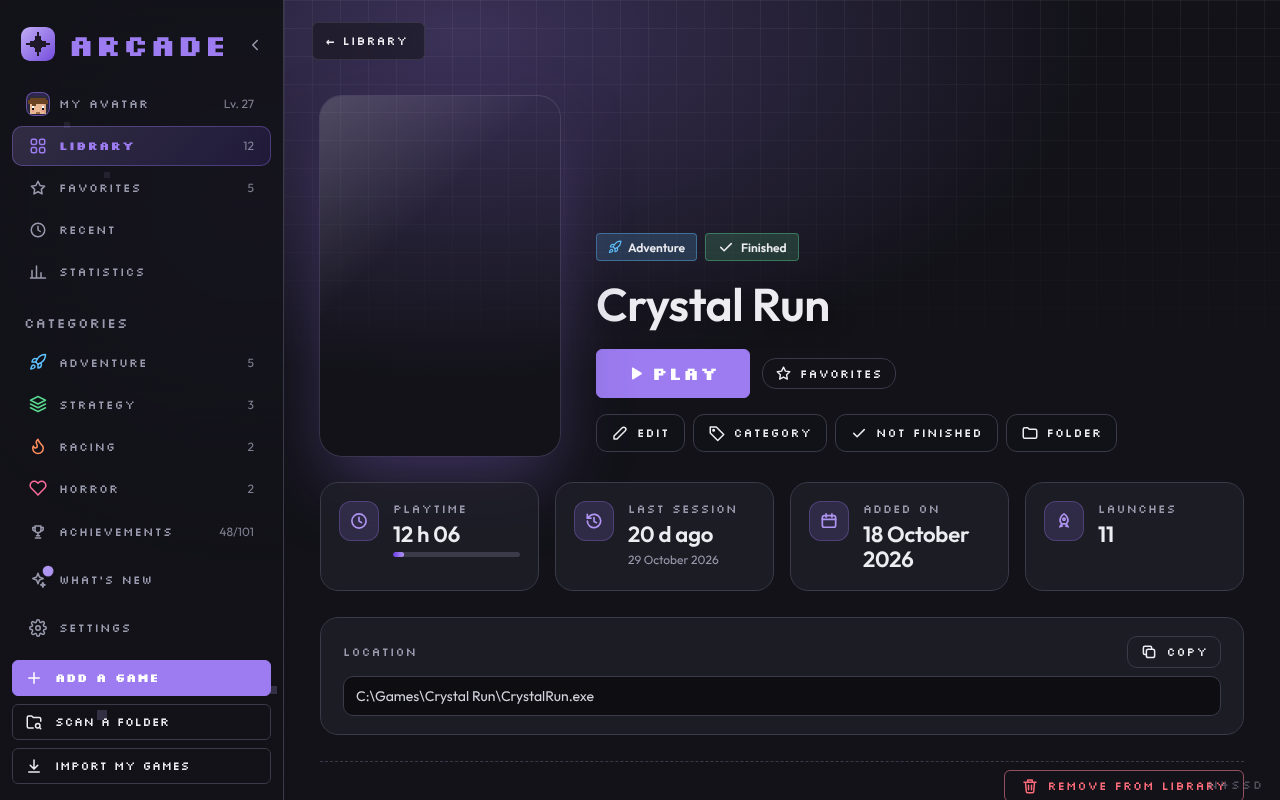 ARCADE
MY AVATAR Lv. 27
LIBRARY 12
FAVORITES 5
RECENT
STATISTICS
CATEGORIES
ADVENTURE 5
STRATEGY 3
RACING 2
HORROR 2
ACHIEVEMENTS 48/101
WHAT'S NEW
SETTINGS
ADD A GAME
SCAN A FOLDER
IMPORT MY GAMES
← LIBRARY
Adventure Finished
Crystal Run
PLAY FAVORITES
EDIT CATEGORY NOT FINISHED FOLDER
PLAYTIME
12 h 06
LAST SESSION
20 d ago
29 October 2026
ADDED ON
18 October
2026
LAUNCHES
11
LOCATION COPY
C:\Games\Crystal Run\CrystalRun.exe
REMOVE FROM LIBRARY